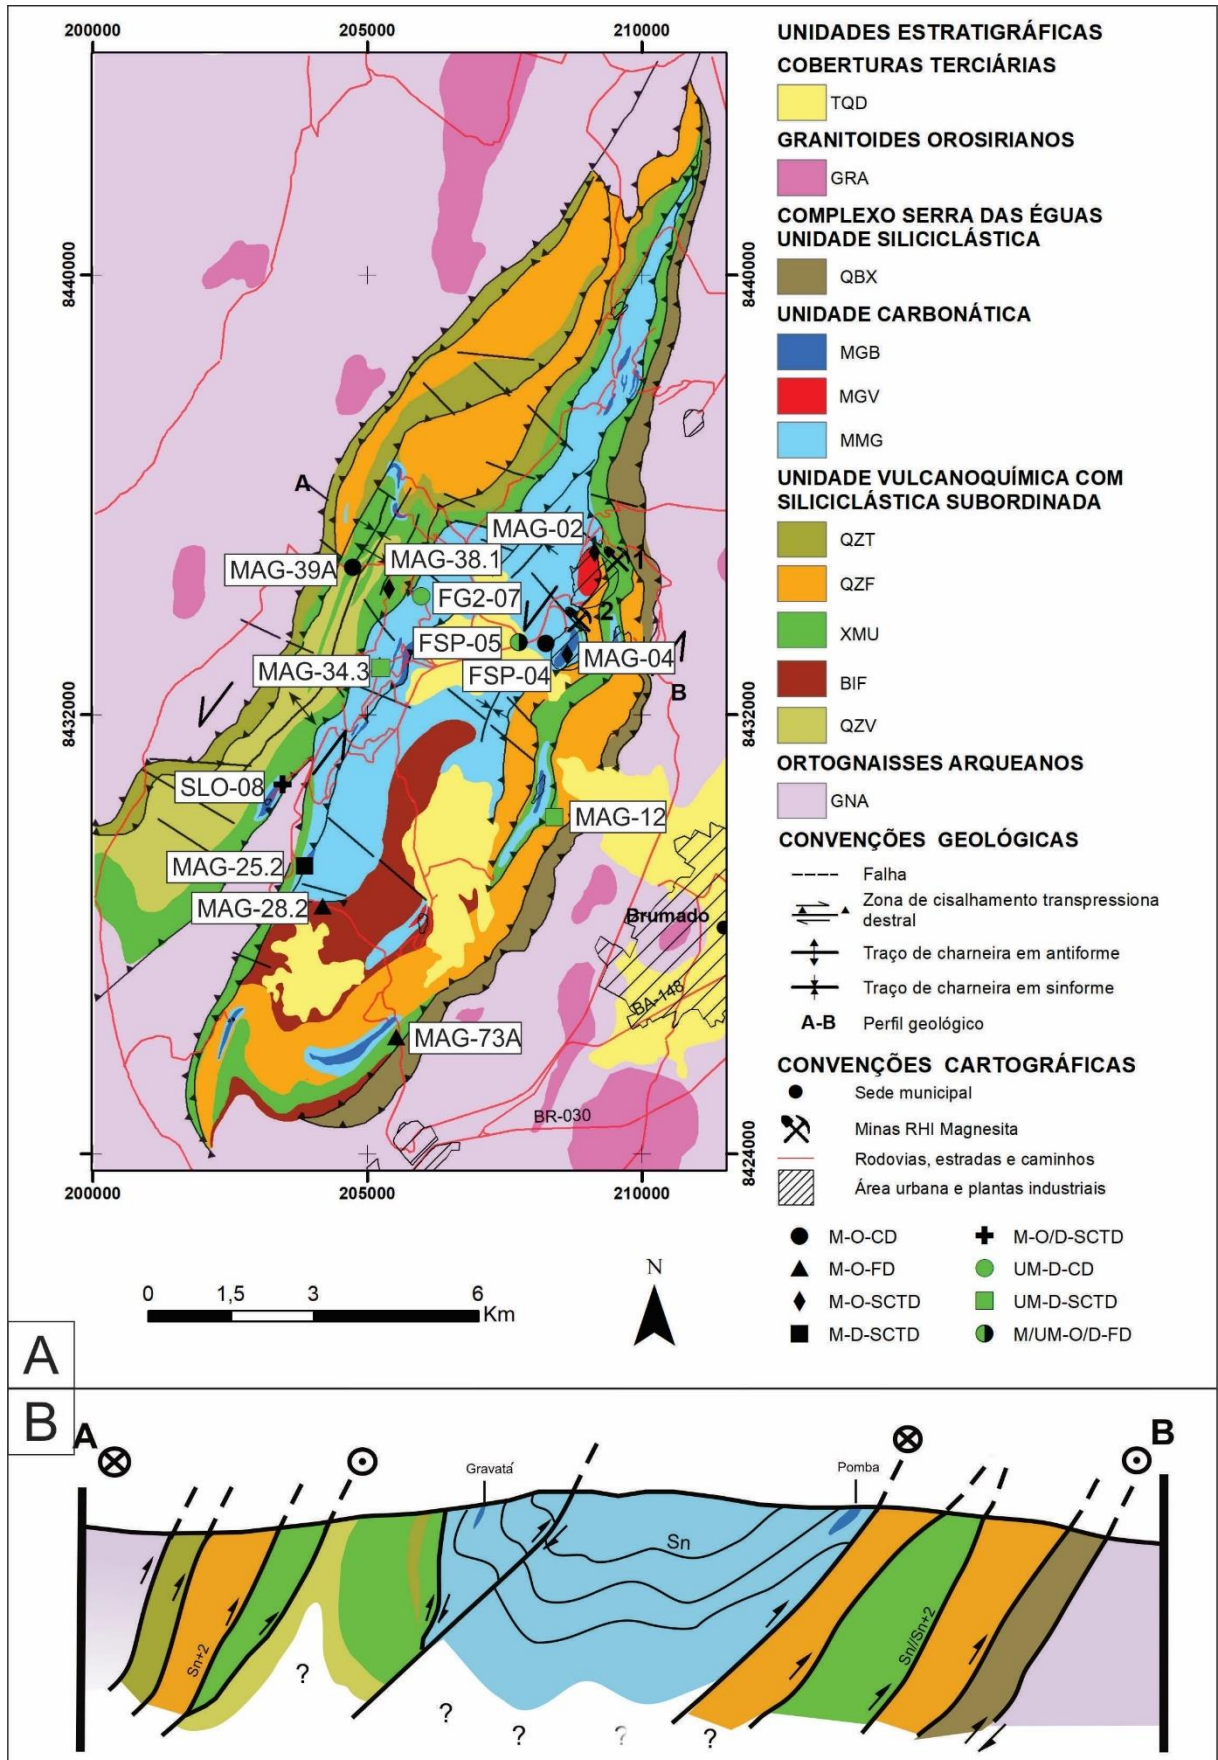 200000
205000
210000
8440000
8440000
A
MAG-02
1
MAG-39A
MAG-38.1
FG2-07
2
FSP-05
MAG-04
MAG-34.3
FSP-04
B
8432000
8432000
SLO-08
MAG-12
MAG-25.2
MAG-28.2
Brumado
BA-148
MAG-73A
BR-030
8424000
8424000
200000
205000
210000
0
1,5
3
6
Km
N
UNIDADES ESTRATIGRÁFICAS
COBERTURAS TERCIÁRIAS
TQD
GRANITOIDES OROSIRIANOS
GRA
COMPLEXO SERRA DAS ÉGUAS
UNIDADE SILICICLÁSTICA
QBX
UNIDADE CARBONÁTICA
MGB
MGV
MMG
UNIDADE VULCANOQUÍMICA COM
SILICICLÁSTICA SUBORDINADA
QZT
QZF
XMU
BIF
QZV
ORTOGNAISSES ARQUEANOS
GNA
CONVENÇÕES GEOLÓGICAS
Falha
Zona de cisalhamento transpressiona
destral
Traço de charneira em antiforme
Traço de charneira em sinforme
A-B Perfil geológico
CONVENÇÕES CARTOGRÁFICAS
Sede municipal
Minas RHI Magnesita
Rodovias, estradas e caminhos
Área urbana e plantas industriais
M-O-CD
M-O/D-SCTD
M-O-FD
UM-D-CD
M-O-SCTD
UM-D-SCTD
M-D-SCTD
M/UM-O/D-FD
A
B
A
Gravatá
Pomba
B
Sn
Sn+2
Sn//Sn+2
?
?
?
?
?